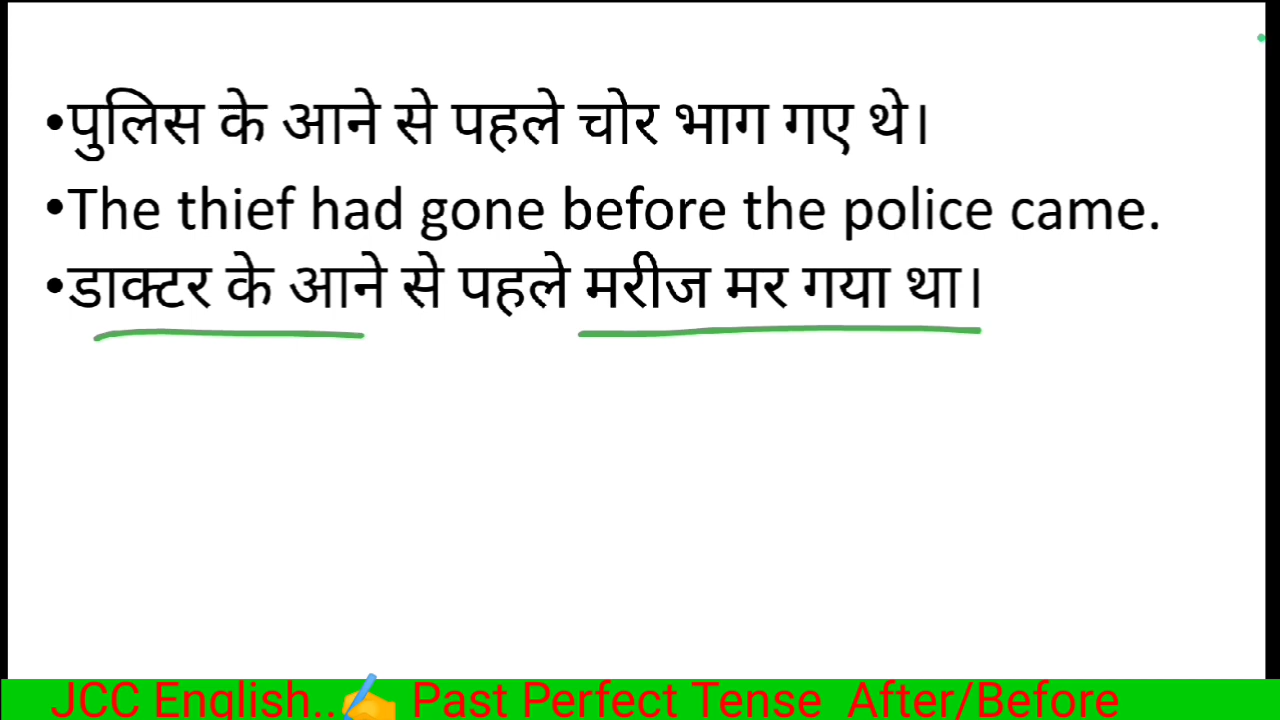 •पुलिस के आने से पहले चोर भाग गए थे।
•The thief had gone before the police came.
•डाक्टर के आने से पहले मरीज मर गया था।
JCC English..✍️ Past Perfect Tense After/Before